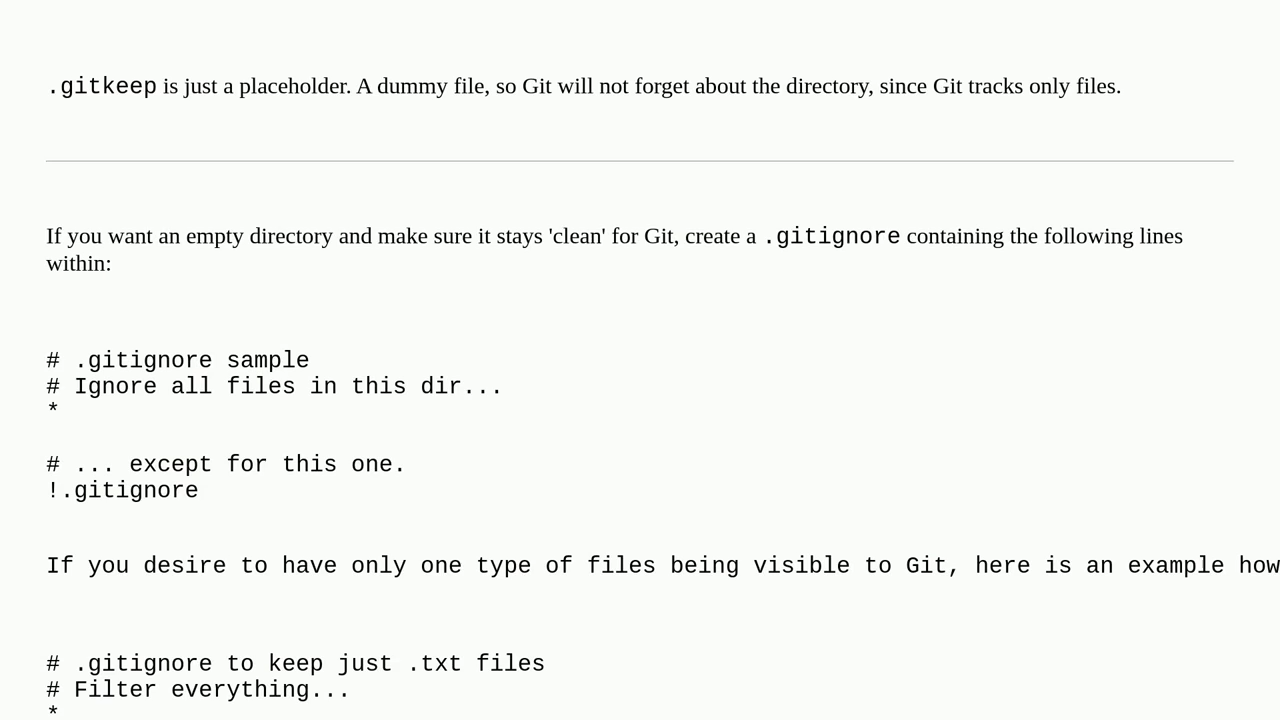 .gitkeep is just a placeholder. A dummy file, so Git will not forget about the directory, since Git tracks only files.
If you want an empty directory and make sure it stays 'clean' for Git, create a .gitignore containing the following lines
within:
# .gitignore sample
# Ignore all files in this dir...
*
# ... except for this one.
!.gitignore
If you desire to have only one type of files being visible to Git, here is an example how
# .gitignore to keep just .txt files
# Filter everything...
*